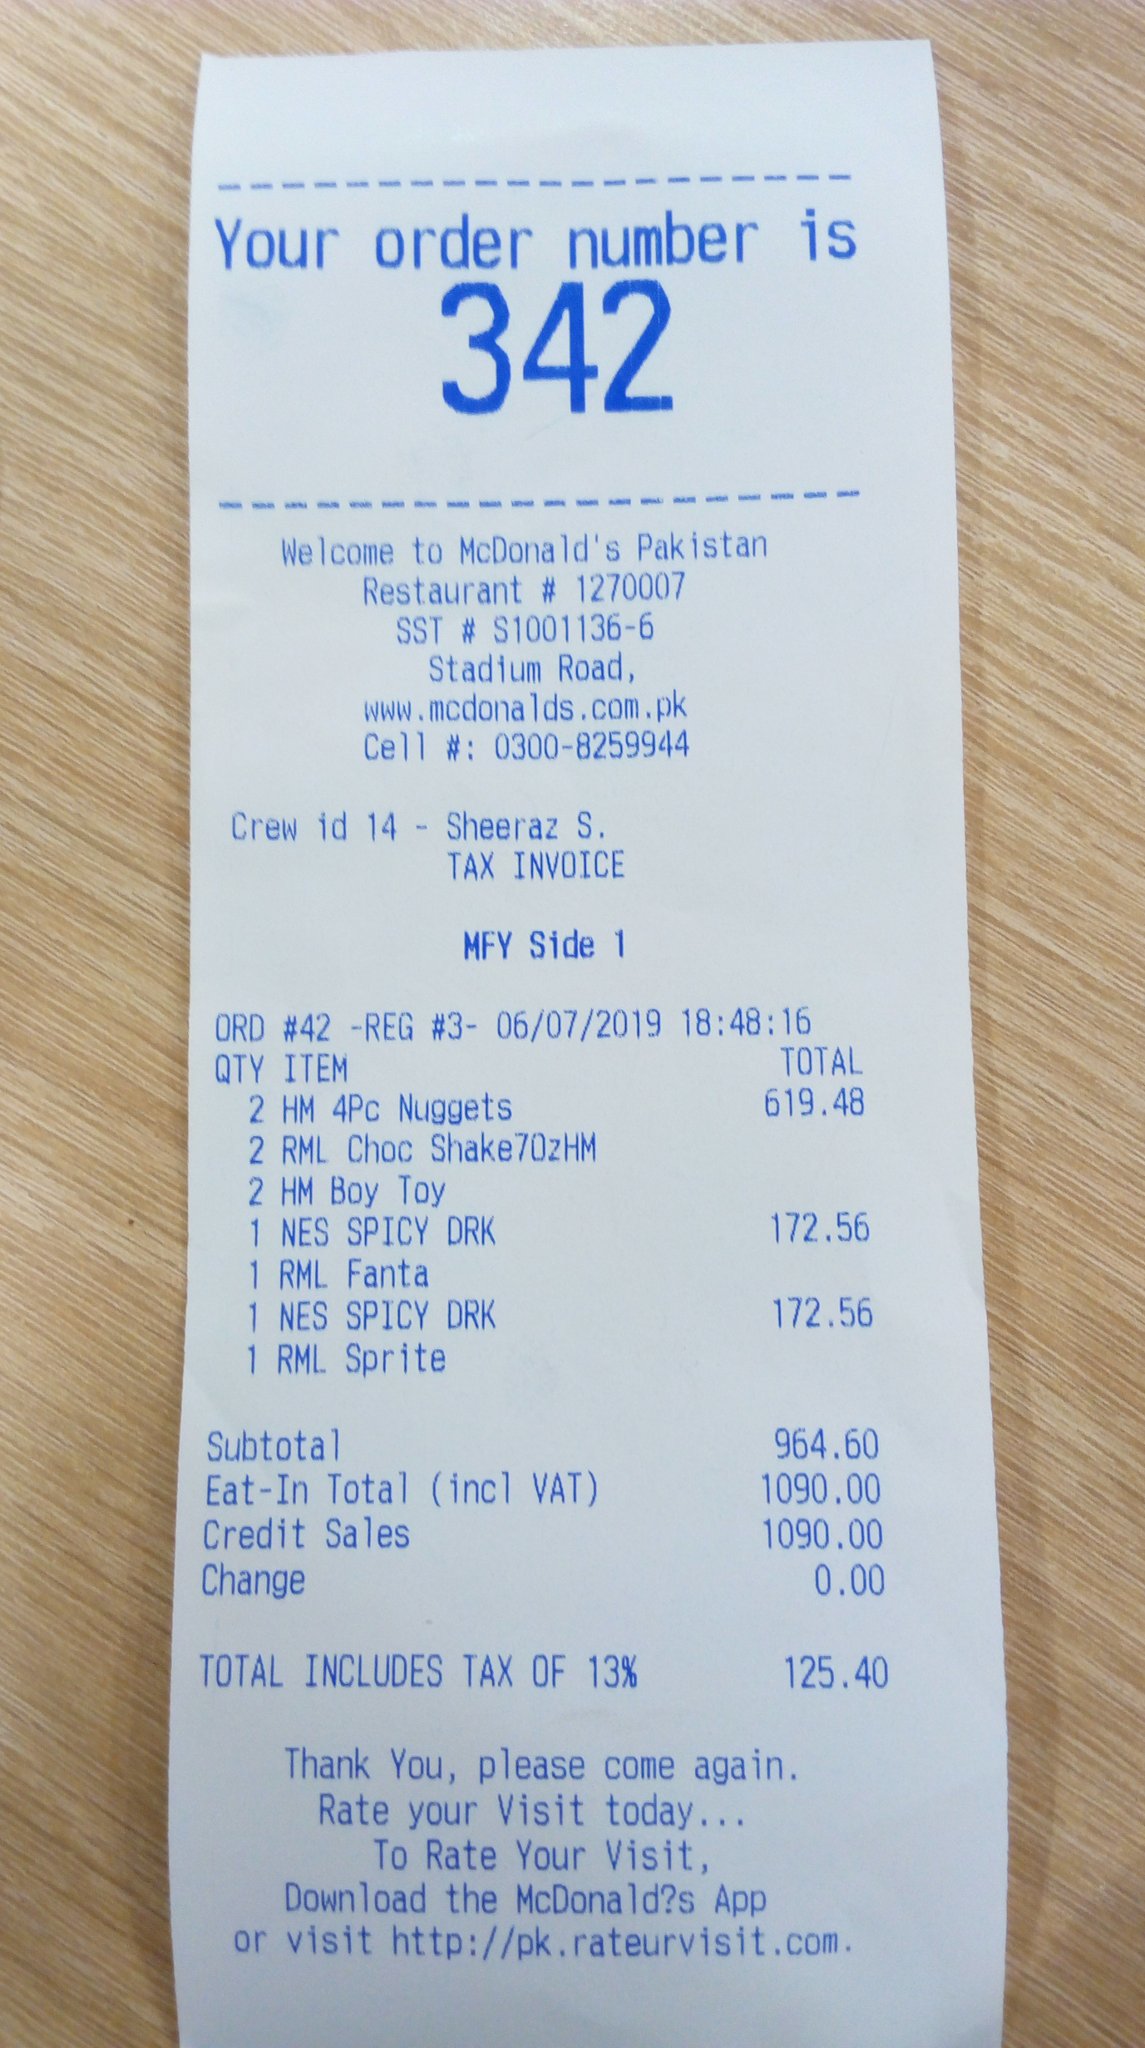 Your order number is
342
Welcome to McDonald's Pakistan
Restaurant # 1270007
SST # S1001136-6
Stadium Road,
www.mcdonalds.com.pk
Cell #: 0300-8259944
Crew id 14 - Sheeraz S.
TAX INVOICE
MFY Side 1
ORD #42 -REG #3- 06/07/2019 18:48:16
QTY ITEM TOTAL
2 HM 4Pc Nuggets 619.48
2 RML Choc Shake7OzHM
2 HM Boy Toy
1 NES SPICY DRK 172.56
1 RML Fanta
1 NES SPICY DRK 172.56
1 RML Sprite
Subtotal 964.60
Eat-In Total (incl VAT) 1090.00
Credit Sales 1090.00
Change 0.00
TOTAL INCLUDES TAX OF 13% 125.40
Thank You, please come again.
Rate your Visit today...
To Rate Your Visit,
Download the McDonald?s App
or visit http://pk.rateurvisit.com.